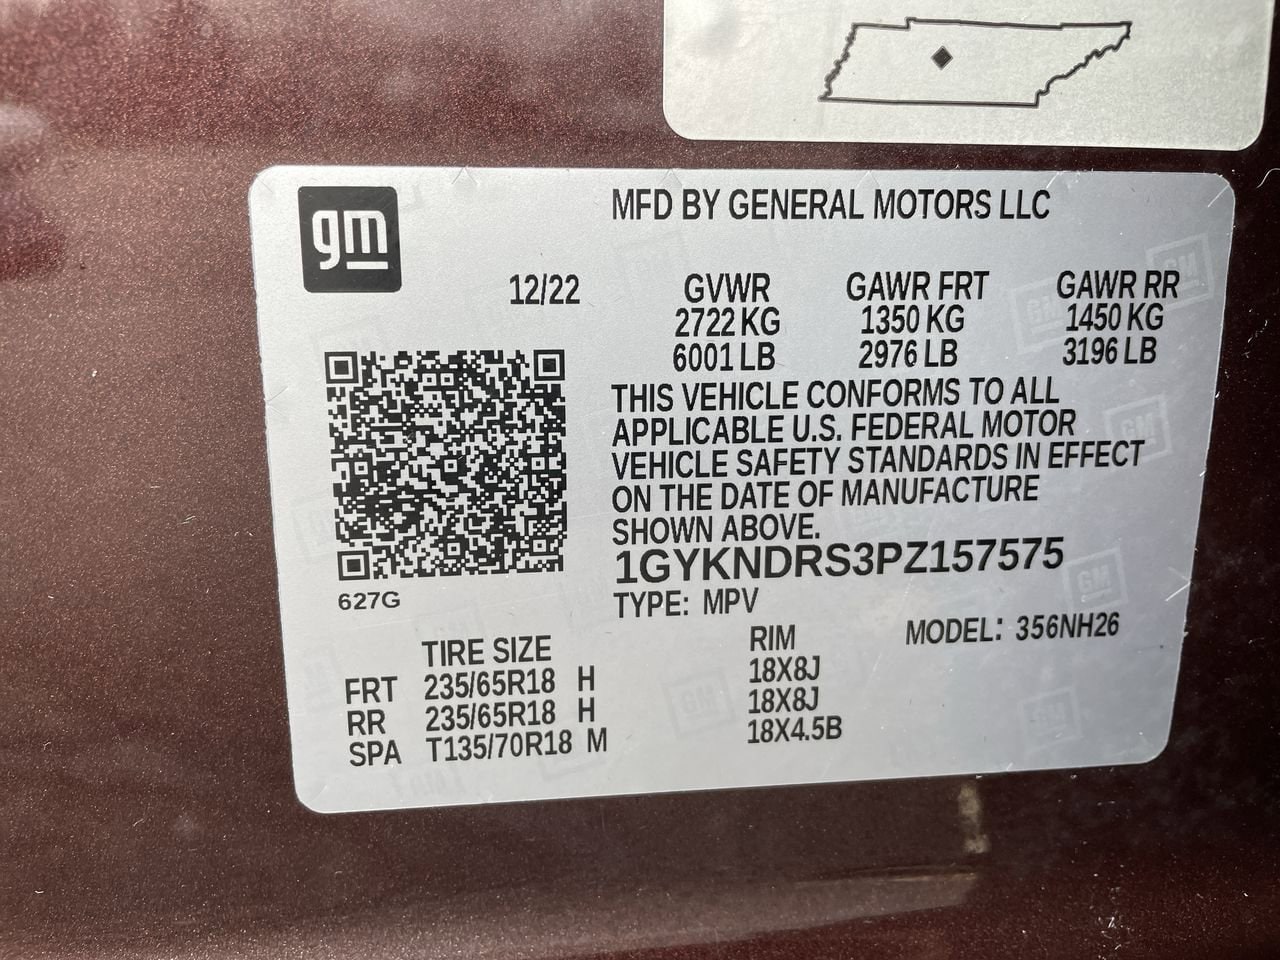 gm
MFD BY GENERAL MOTORS LLC
12/22 GVWR GAWR FRT GAWR RR
2722 KG 1350 KG 1450 KG
6001 LB 2976 LB 3196 LB
THIS VEHICLE CONFORMS TO ALL
APPLICABLE U.S. FEDERAL MOTOR
VEHICLE SAFETY STANDARDS IN EFFECT
ON THE DATE OF MANUFACTURE
SHOWN ABOVE.
1GYKNDRS3PZ157575
627G
TYPE: MPV
MODEL: 356NH26
TIRE SIZE RIM
FRT 235/65R18 H 18X8J
RR 235/65R18 H 18X8J
SPA T135/70R18 M 18X4.5B